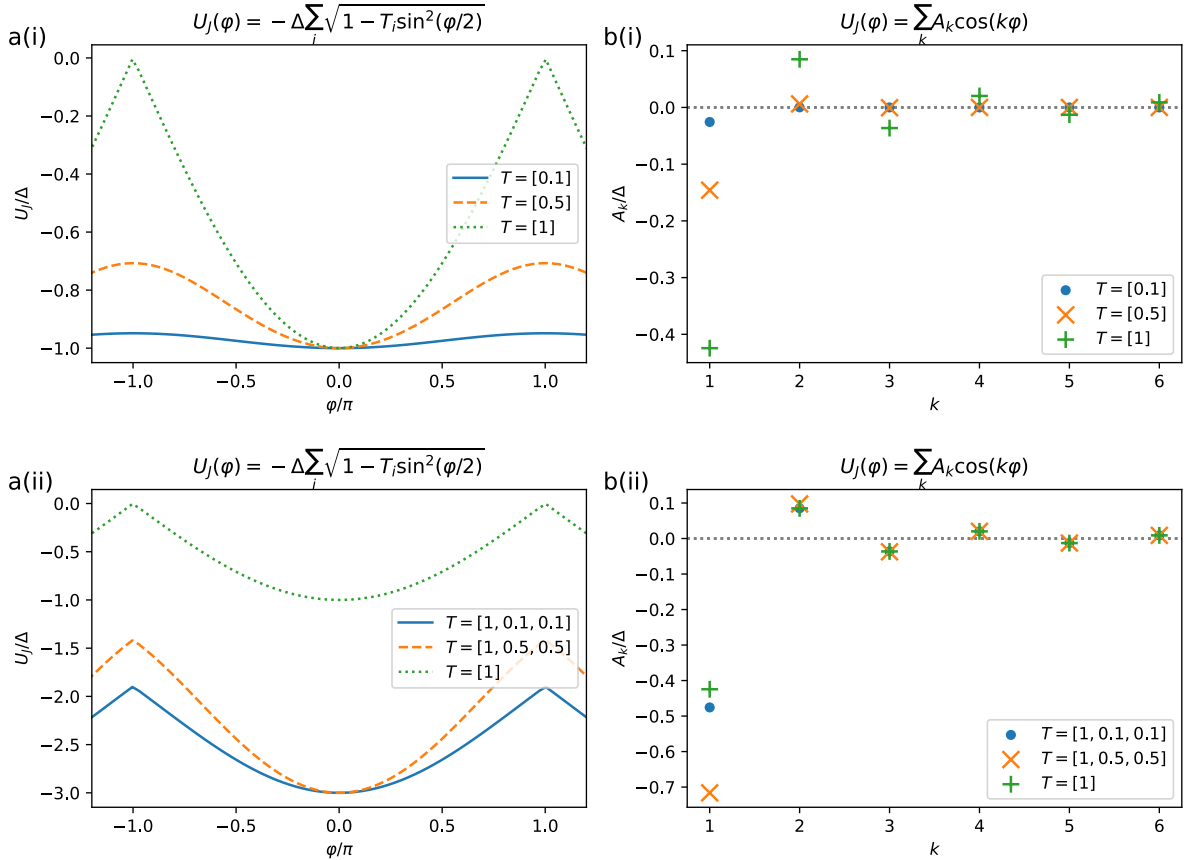 a(i)
U_J(φ) = −Δ∑_i √(1 − T_i sin²(φ/2))
0.0
−0.2
−0.4
−0.6
−0.8
−1.0
U_J/Δ
T = [0.1]
T = [0.5]
T = [1]
−1.0 −0.5 0.0 0.5 1.0
φ/π
b(i)
U_J(φ) = ∑_k A_k cos(kφ)
0.1
0.0
−0.1
−0.2
−0.3
−0.4
A_k/Δ
T = [0.1]
T = [0.5]
T = [1]
1 2 3 4 5 6
k
a(ii)
U_J(φ) = −Δ∑_i √(1 − T_i sin²(φ/2))
0.0
−0.5
−1.0
−1.5
−2.0
−2.5
−3.0
U_J/Δ
T = [1, 0.1, 0.1]
T = [1, 0.5, 0.5]
T = [1]
−1.0 −0.5 0.0 0.5 1.0
φ/π
b(ii)
U_J(φ) = ∑_k A_k cos(kφ)
0.1
0.0
−0.1
−0.2
−0.3
−0.4
−0.5
−0.6
−0.7
A_k/Δ
T = [1, 0.1, 0.1]
T = [1, 0.5, 0.5]
T = [1]
1 2 3 4 5 6
k